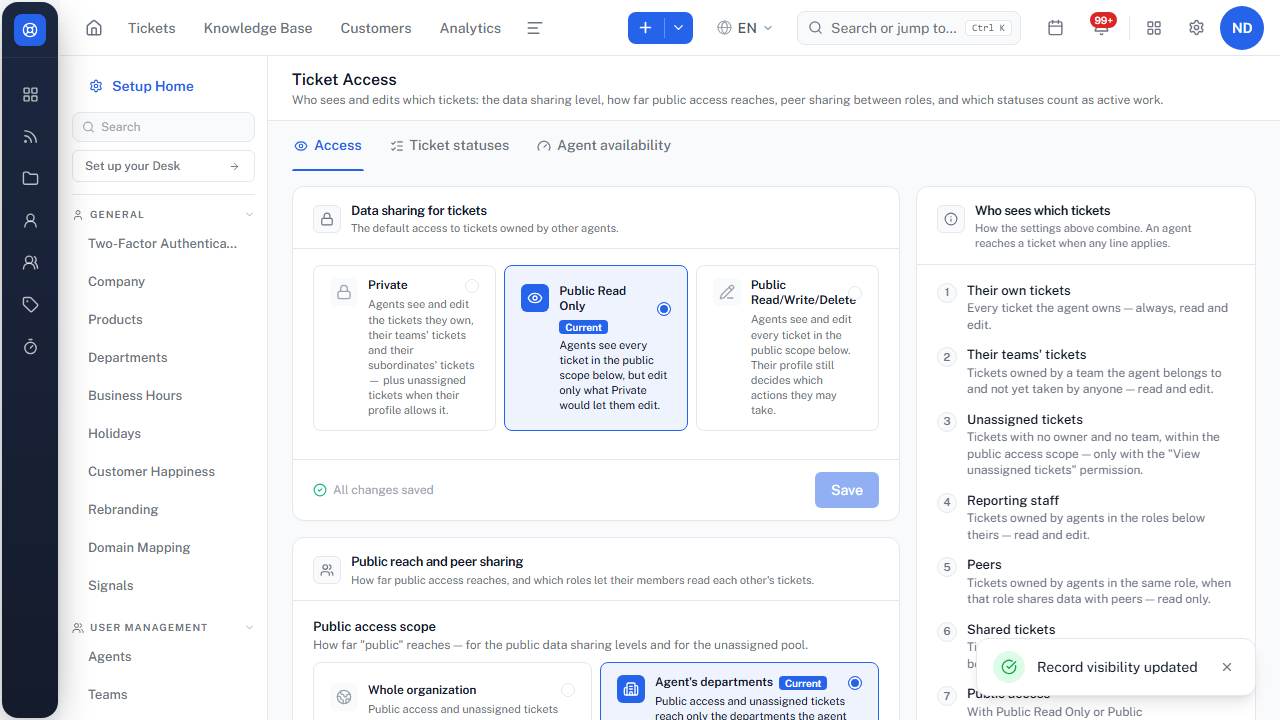 Tickets
Knowledge Base
Customers
Analytics
EN
Search or jump to...
Ctrl K
99+
ND
Setup Home
Search
Set up your Desk
GENERAL
Two-Factor Authentica...
Company
Products
Departments
Business Hours
Holidays
Customer Happiness
Rebranding
Domain Mapping
Signals
USER MANAGEMENT
Agents
Teams
Ticket Access
Who sees and edits which tickets: the data sharing level, how far public access reaches, peer sharing between roles, and which statuses count as active work.
Access
Ticket statuses
Agent availability
Data sharing for tickets
The default access to tickets owned by other agents.
Private
Agents see and edit
the tickets they own,
their teams' tickets
and their
subordinates' tickets
— plus unassigned
tickets when their
profile allows it.
Public Read
Only
Current
Agents see every
ticket in the public
scope below, but edit
only what Private
would let them edit.
Public
Read/Write/Delete
Agents see and edit
every ticket in the
public scope below.
Their profile still
decides which
actions they may
take.
All changes saved
Save
Public reach and peer sharing
How far public access reaches, and which roles let their members read each other's tickets.
Public access scope
How far "public" reaches — for the public data sharing levels and for the unassigned pool.
Whole organization
Public access and unassigned tickets
Agent's departments
Current
Public access and unassigned tickets
reach only the departments the agent
Who sees which tickets
How the settings above combine. An agent
reaches a ticket when any line applies.
1
Their own tickets
Every ticket the agent owns — always, read and
edit.
2
Their teams' tickets
Tickets owned by a team the agent belongs to
and not yet taken by anyone — read and edit.
3
Unassigned tickets
Tickets with no owner and no team, within the
public access scope — only with the "View
unassigned tickets" permission.
4
Reporting staff
Tickets owned by agents in the roles below
theirs — read and edit.
5
Peers
Tickets owned by agents in the same role, when
that role shares data with peers — read only.
6
Shared tickets
Record visibility updated
7
Public access
With Public Read Only or Public